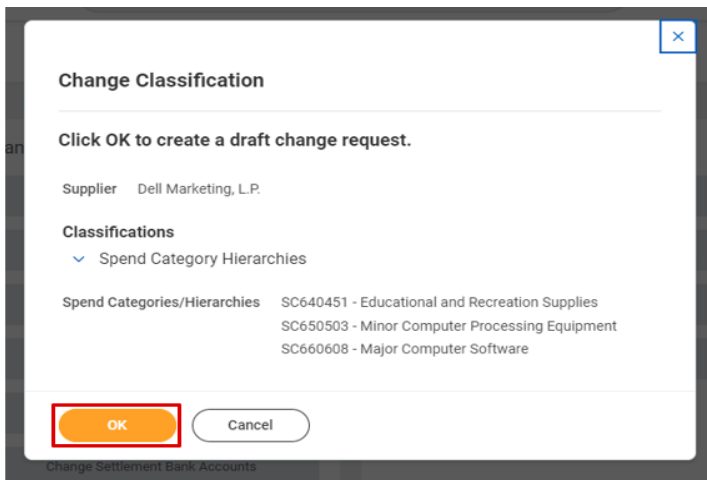 Change Classification
Click OK to create a draft change request.
Supplier Dell Marketing, L.P.
Classifications
Spend Category Hierarchies
Spend Categories/Hierarchies SC640451 - Educational and Recreation Supplies
SC650503 - Minor Computer Processing Equipment
SC660608 - Major Computer Software
OK Cancel
Change Settlement Bank Accounts